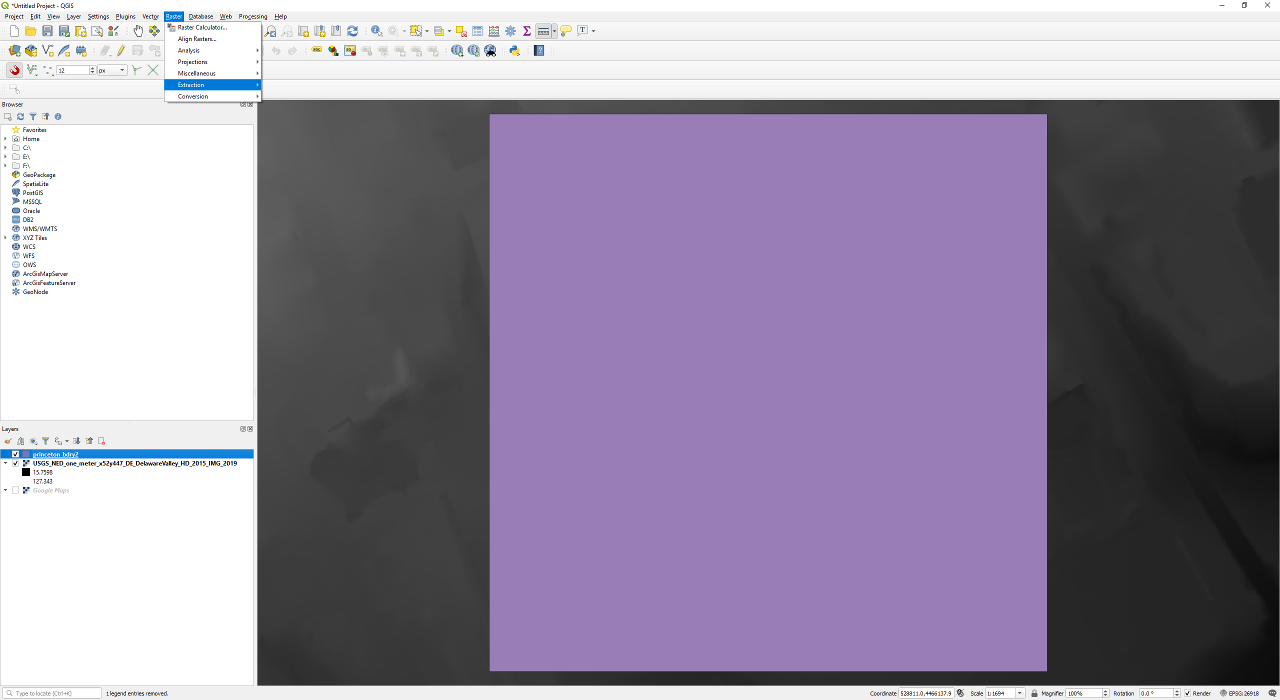 *Untitled Project - QGIS
Project Edit View Layer Settings Plugins Vector Raster Database Web Processing Help
Raster Calculator...
Align Rasters...
Analysis
Projections
Miscellaneous
Extraction
Conversion
12 px
abc
Browser
Favorites
Home
C:\
E:\
F:\
GeoPackage
SpatiaLite
PostGIS
MSSQL
Oracle
DB2
WMS/WMTS
XYZ Tiles
WCS
WFS
OWS
ArcGisMapServer
ArcGisFeatureServer
GeoNode
Layers
princeton_bdry2
USGS_NED_one_meter_x52y447_DE_DelawareValley_HD_2015_IMG_2019
15.7598
127.343
Google Maps
Type to locate (Ctrl+K) 1 legend entries removed. Coordinate 528811.0,4466137.9 Scale 1:1694 Magnifier 100% Rotation 0.0 ° Render EPSG:26918